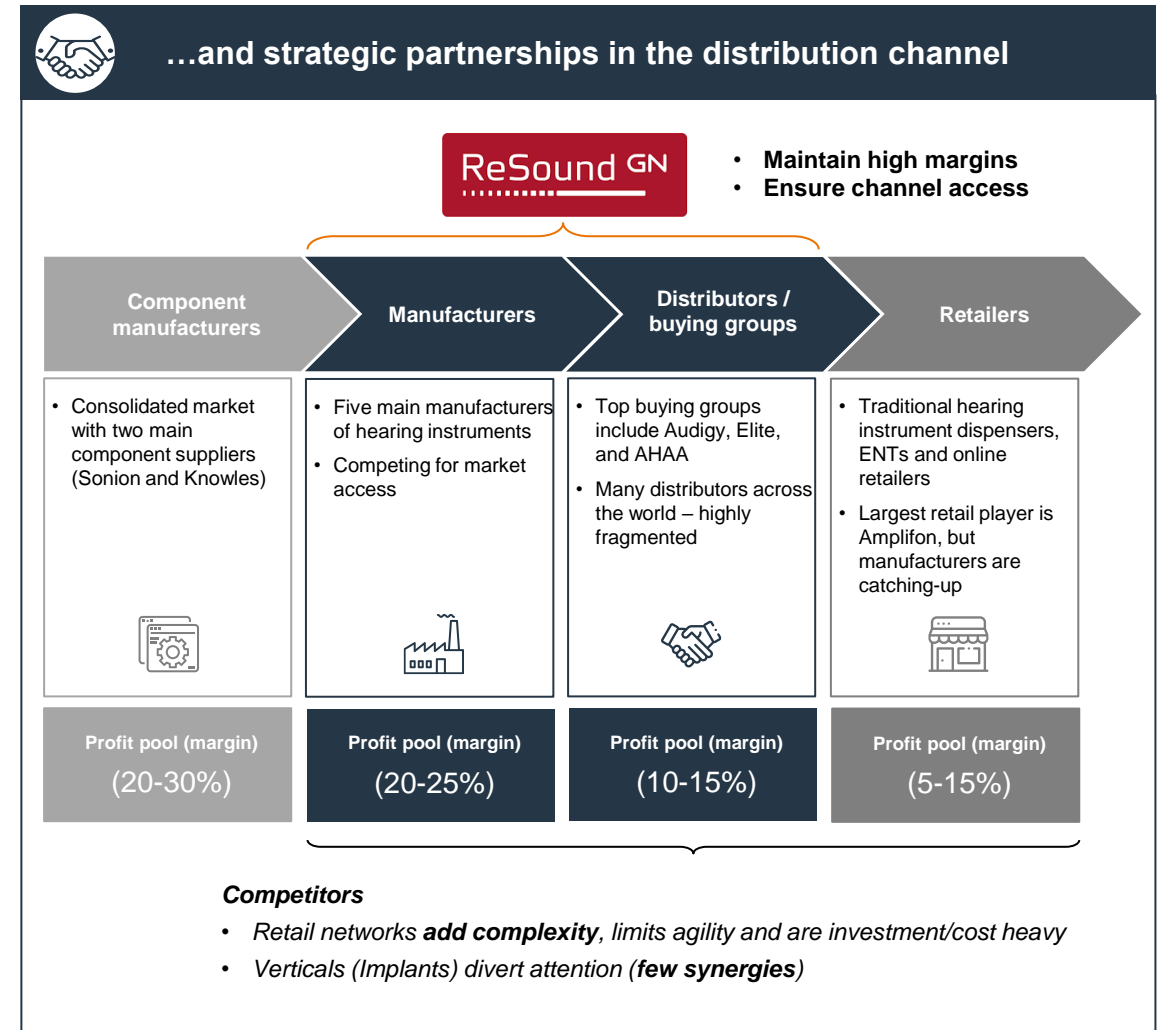 …and strategic partnerships in the distribution channel
ReSound GN
• Maintain high margins
• Ensure channel access
Component
manufacturers
Manufacturers
Distributors /
buying groups
Retailers
• Consolidated market
with two main
component suppliers
(Sonion and Knowles)
• Five main manufacturers
of hearing instruments
• Competing for market
access
• Top buying groups
include Audigy, Elite,
and AHAA
• Many distributors across
the world – highly
fragmented
• Traditional hearing
instrument dispensers,
ENTs and online
retailers
• Largest retail player is
Amplifon, but
manufacturers are
catching-up
Profit pool (margin)
(20-30%)
Profit pool (margin)
(20-25%)
Profit pool (margin)
(10-15%)
Profit pool (margin)
(5-15%)
Competitors
• Retail networks add complexity, limits agility and are investment/cost heavy
• Verticals (Implants) divert attention (few synergies)